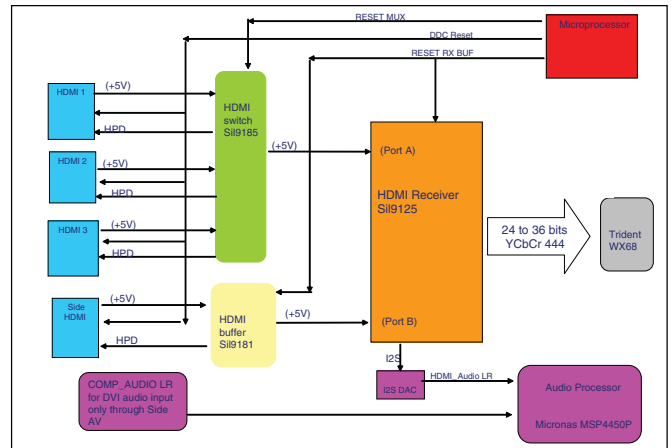 RESET MUX
DDC Reset
RESET RX BUF
Microprocessor
HDMI 1
(+5V)
HPD
HDMI 2
(+5V)
HPD
HDMI 3
(+5V)
HPD
Side
HDMI
(+5V)
HPD
HDMI
switch
Sil9185
(+5V)
HDMI
buffer
Sil9181
(+5V)
(Port A)
HDMI Receiver
Sil9125
(Port B)
24 to 36 bits
YCbCr 444
Trident
WX68
I2S
I2S DAC
HDMI_Audio LR
COMP_AUDIO LR
for DVI audio input
only through Side
AV
Audio Processor
Micronas MSP4450P